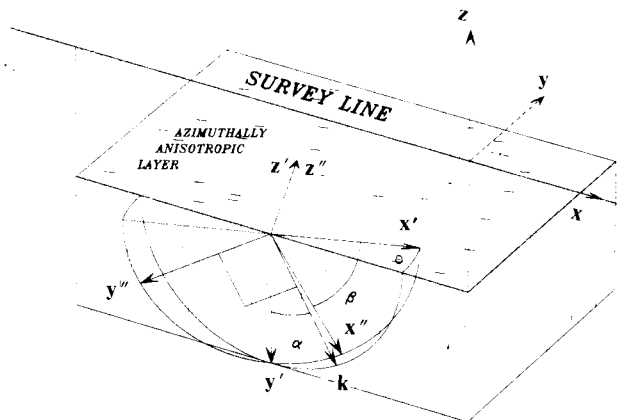 z
y
SURVEY LINE
AZIMUTHALLY
ANISOTROPIC
LAYER
z' z"
x
x'
Θ
y'"
β
x"
α
y'
k